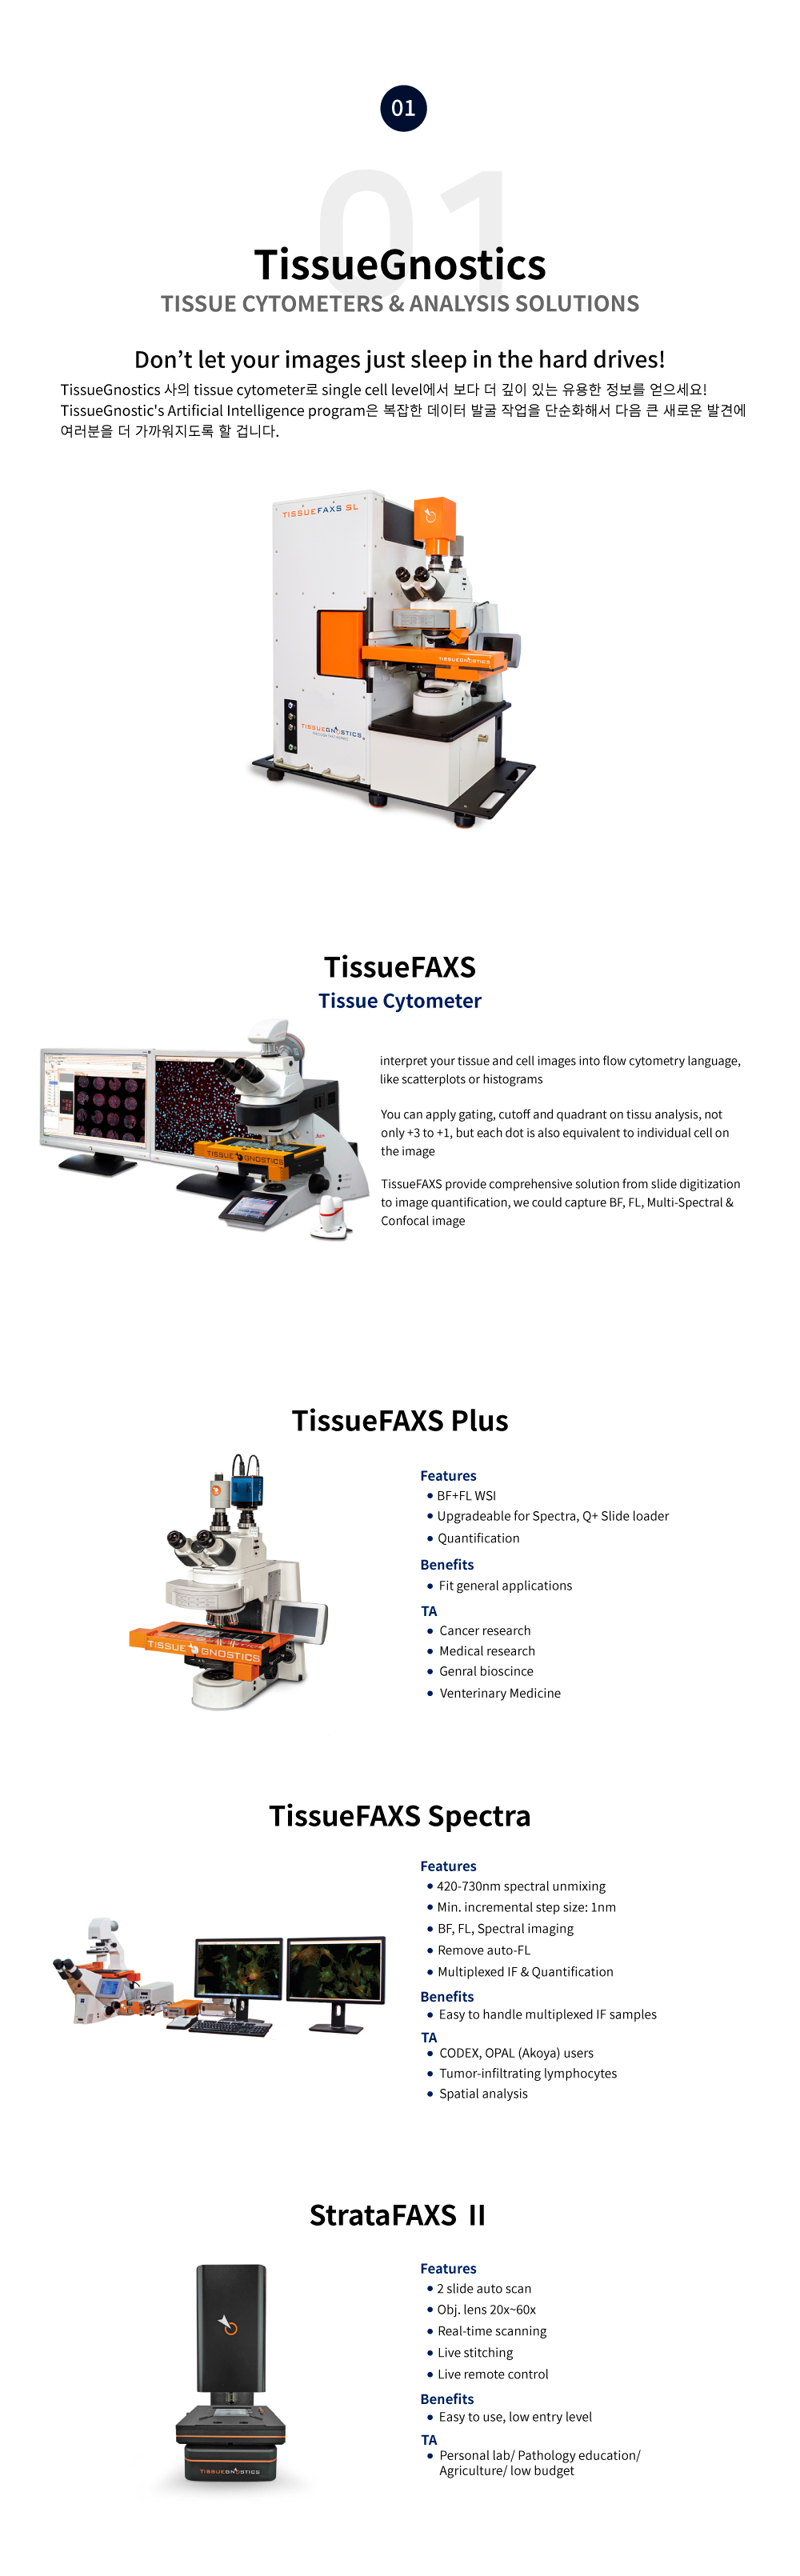 01
01
TissueGnostics
TISSUE CYTOMETERS & ANALYSIS SOLUTIONS
Don’t let your images just sleep in the hard drives!
TissueGnostics 사의 tissue cytometer로 single cell level에서 보다 더 깊이 있는 유용한 정보를 얻으세요!
TissueGnostic's Artificial Intelligence program은 복잡한 데이터 발굴 작업을 단순화해서 다음 큰 새로운 발견에
여러분을 더 가까워지도록 할 겁니다.
TISSUEFAXS SL
TISSUEGNOSTICS
TISSUEGNOSTICS
TissueFAXS
Tissue Cytometer
TISSUE GNOSTICS
interpret your tissue and cell images into flow cytometry language,
like scatterplots or histograms
You can apply gating, cutoff and quadrant on tissu analysis, not
only +3 to +1, but each dot is also equivalent to individual cell on
the image
TissueFAXS provide comprehensive solution from slide digitization
to image quantification, we could capture BF, FL, Multi-Spectral &
Confocal image
TissueFAXS Plus
TISSUE GNOSTICS
Features
• BF+FL WSI
• Upgradeable for Spectra, Q+ Slide loader
• Quantification
Benefits
• Fit general applications
TA
• Cancer research
• Medical research
• Genral bioscince
• Venterinary Medicine
TissueFAXS Spectra
Features
• 420-730nm spectral unmixing
• Min. incremental step size: 1nm
• BF, FL, Spectral imaging
• Remove auto-FL
• Multiplexed IF & Quantification
Benefits
• Easy to handle multiplexed IF samples
TA
• CODEX, OPAL (Akoya) users
• Tumor-infiltrating lymphocytes
• Spatial analysis
StrataFAXS II
TISSUEGNOSTICS
Features
• 2 slide auto scan
• Obj. lens 20x~60x
• Real-time scanning
• Live stitching
• Live remote control
Benefits
• Easy to use, low entry level
TA
• Personal lab/ Pathology education/
Agriculture/ low budget